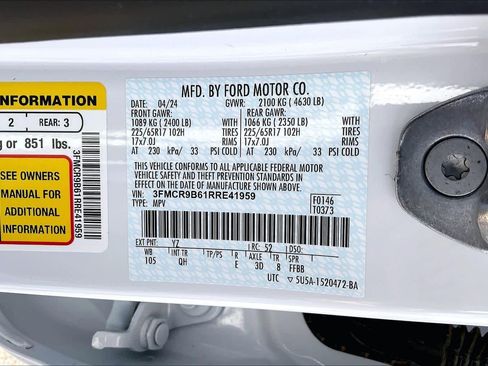 INFORMATION
2 REAR: 3
g or 851 lbs.
SEE OWNERS
MANUAL FOR
ADDITIONAL
INFORMATION
3FMCR9B61RRE41959
MFD. BY FORD MOTOR CO.
DATE: 04/24 GVWR: 2100 KG ( 4630 LB)
FRONT GAWR: REAR GAWR:
1089 KG ( 2400 LB) WITH 1066 KG ( 2350 LB) WITH
225/65R17 102H TIRES 225/65R17 102H TIRES
17x7.0J RIMS 17x7.0J RIMS
AT 230 kPa/ 33 PSI COLD AT 230 kPa/ 33 PSI COLD
THIS VEHICLE CONFORMS TO ALL APPLICABLE FEDERAL MOTOR
VEHICLE SAFETY AND THEFT PREVENTION STANDARDS IN EFFECT ON
THE DATE OF MANUFACTURE SHOWN ABOVE.
VIN: 3FMCR9B61RRE41959
TYPE: MPV
F0146
T0373
EXT PNT: YZ RC: 52 DSO:
WB INT TR TP/PS R AXLE TR SPR
105 QH E 3D 8 FFBB
UTC ▽ SU5A-1520472-BA